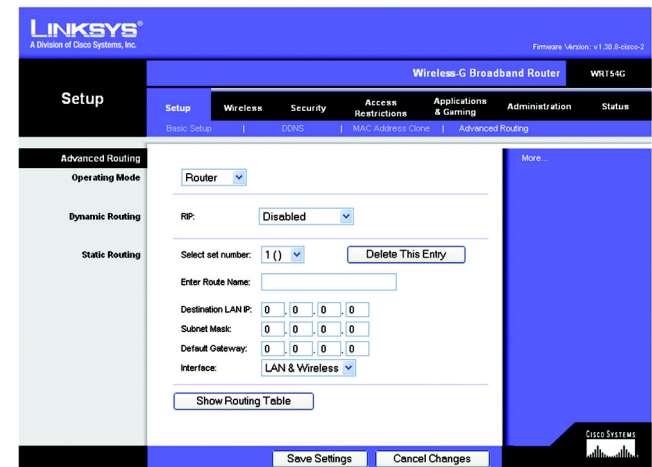 LINKSYS®
A Division of Cisco Systems, Inc.
Firmware Version: v1.30.8-cisco-2
Wireless-G Broadband Router WRT54G
Setup
Setup Wireless Security Access Restrictions Applications & Gaming Administration Status
Basic Setup | DDNS | MAC Address Clone | Advanced Routing
Advanced Routing
More...
Operating Mode Router
Dynamic Routing RIP: Disabled
Static Routing Select set number: 1 () Delete This Entry
Enter Route Name:
Destination LAN IP: 0 . 0 . 0 . 0
Subnet Mask: 0 . 0 . 0 . 0
Default Gateway: 0 . 0 . 0 . 0
Interface: LAN & Wireless
Show Routing Table
CISCO SYSTEMS
Save Settings Cancel Changes